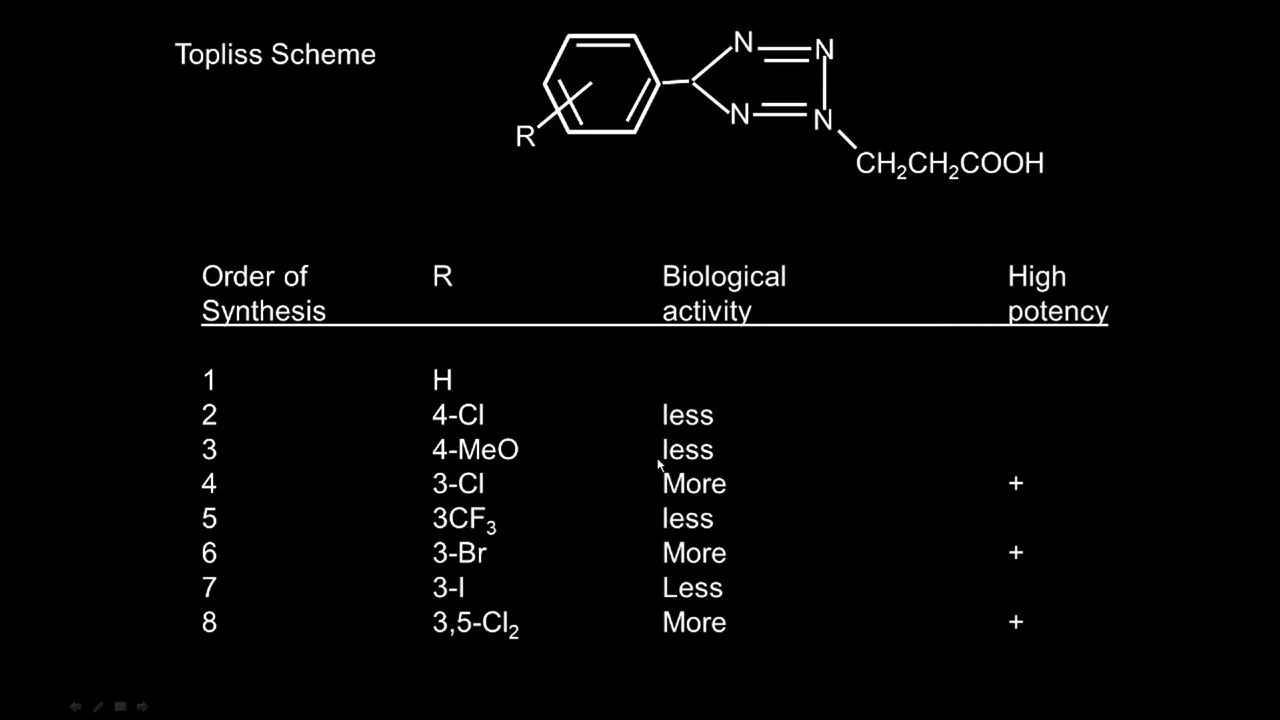 Topliss Scheme
N N
R N N
CH₂CH₂COOH
Order of Synthesis R Biological activity High potency
1 H
2 4-Cl less
3 4-MeO less
4 3-Cl More +
5 3CF₃ less
6 3-Br More +
7 3-I Less
8 3,5-Cl₂ More +